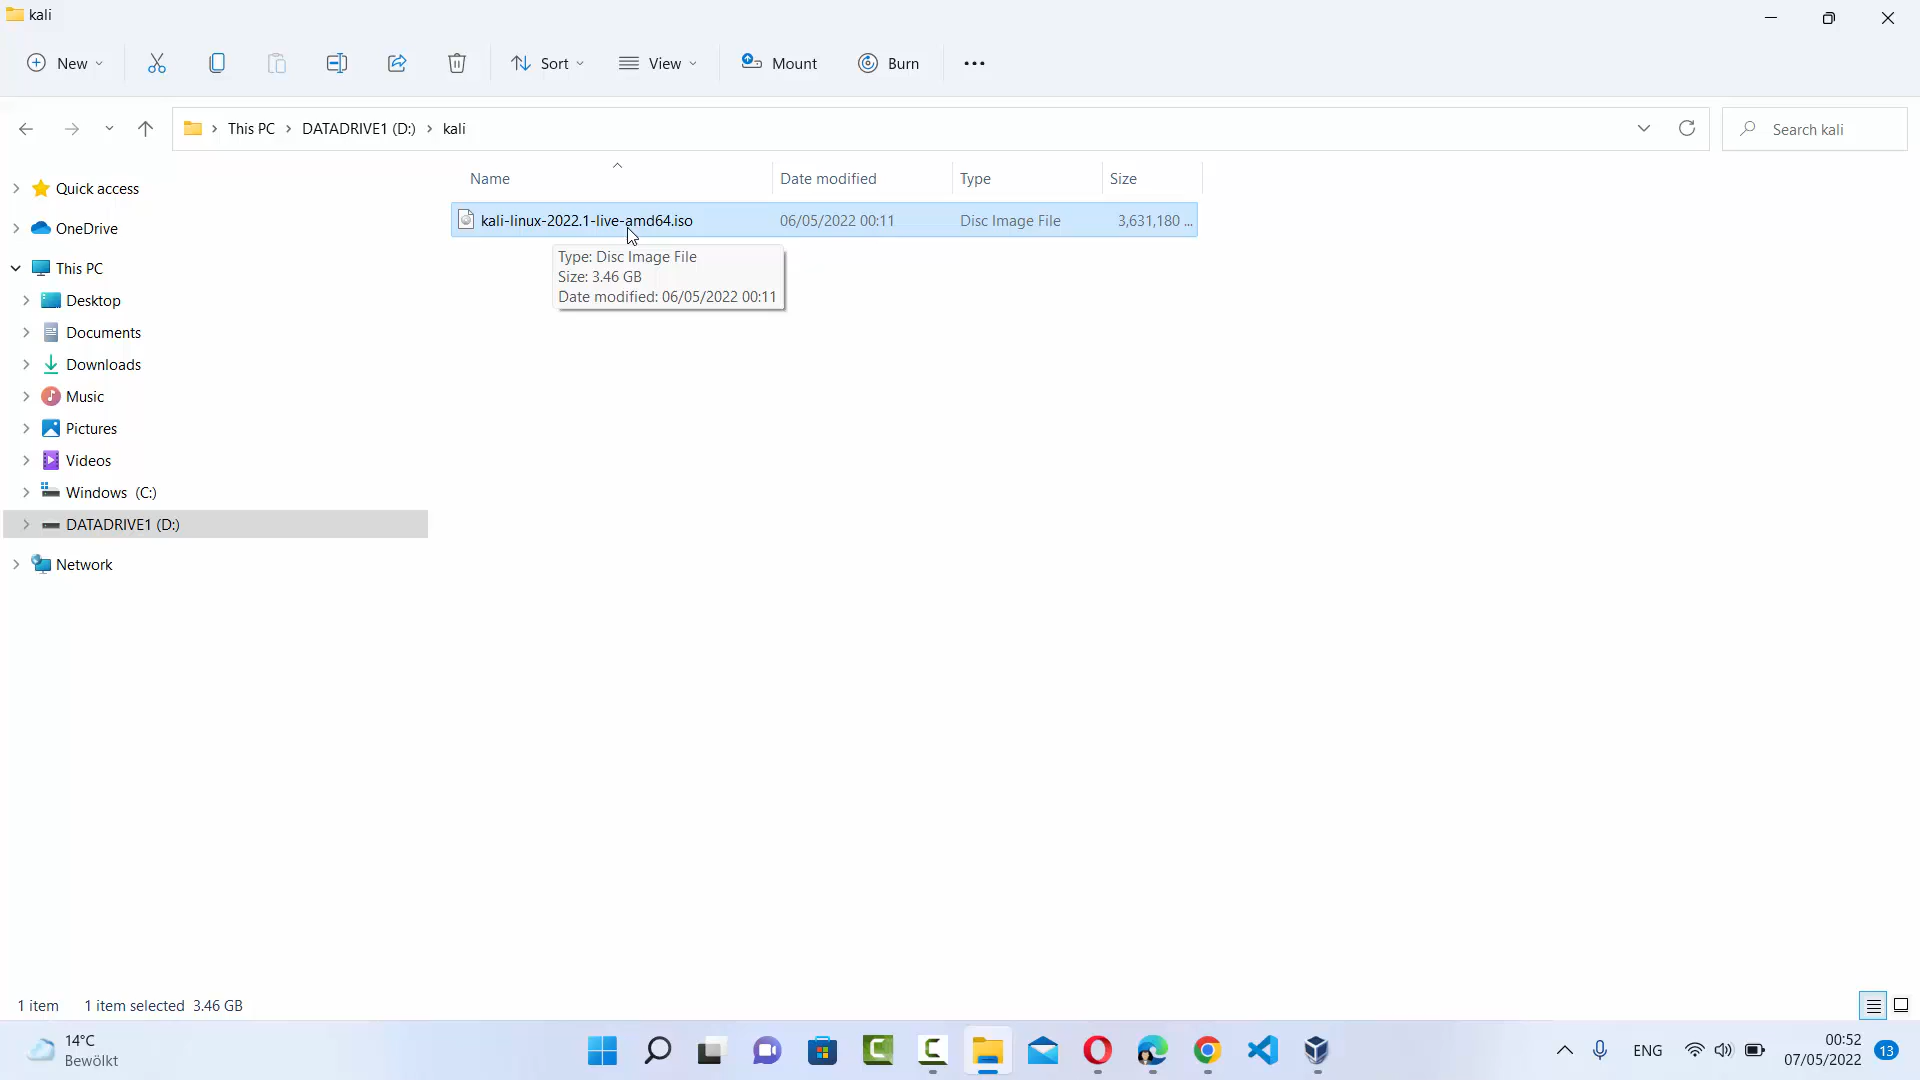 kali
New
Sort
View
Mount
Burn
This PC
DATADRIVE1 (D:)
kali
Search kali
Name
Date modified
Type
Size
kali-linux-2022.1-live-amd64.iso
06/05/2022 00:11
Disc Image File
3,631,180 ...
Type: Disc Image File
Size: 3.46 GB
Date modified: 06/05/2022 00:11
Quick access
OneDrive
This PC
Desktop
Documents
Downloads
Music
Pictures
Videos
Windows (C:)
DATADRIVE1 (D:)
Network
1 item
1 item selected 3.46 GB
14°C
Bewölkt
ENG
00:52
07/05/2022
13